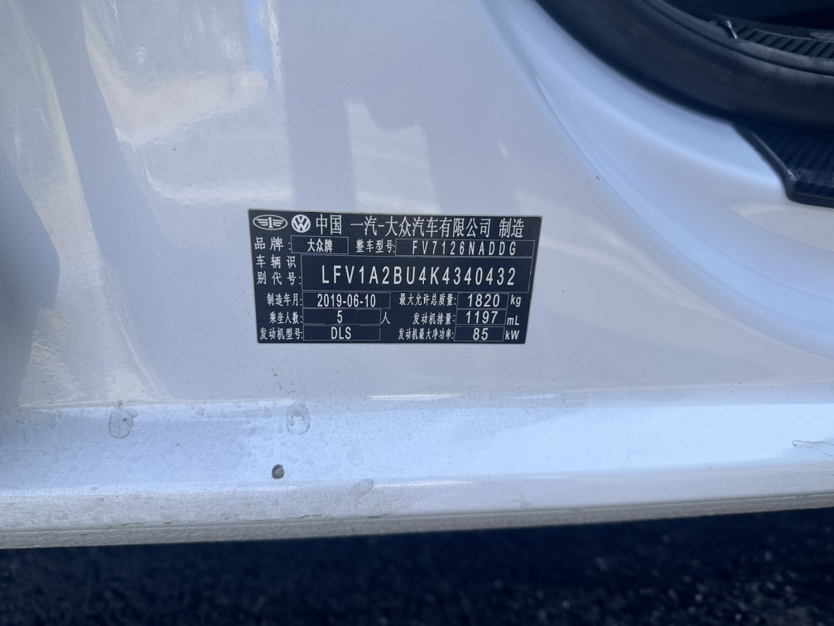 中国 一汽-大众汽车有限公司 制造
品牌: 大众牌 整车型号: FV7126NADDG
车辆识别代号: LFV1A2BU4K4340432
制造年月: 2019-06-10 最大允许总质量: 1820 kg
乘坐人数: 5 人 发动机排量: 1197 mL
发动机型号: DLS 发动机最大净功率: 85 kW